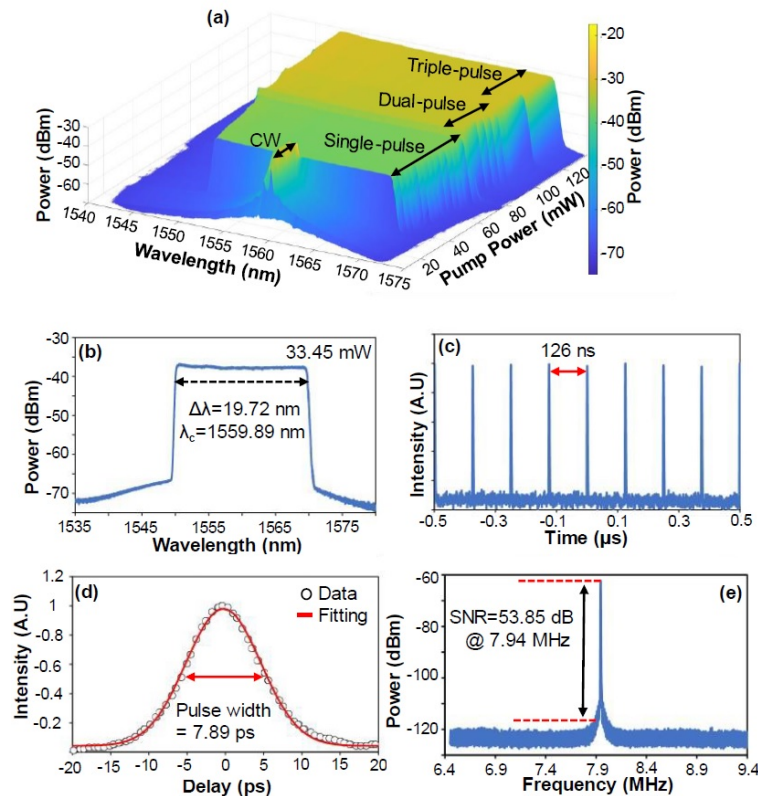 (a)
Triple-pulse
Dual-pulse
Single-pulse
CW
Power (dBm)
-30
-40
-50
-60
1540
1545
1550
1555
1560
1565
1570
1575
Wavelength (nm)
20
40
60
80
100
120
Pump Power (mW)
-20
-30
-40
-50
-60
-70
Power (dBm)
(b)
33.45 mW
Δλ=19.72 nm
λc=1559.89 nm
-30
-40
-50
-60
-70
Power (dBm)
1535
1545
1555
1565
1575
Wavelength (nm)
(c)
126 ns
Intensity (A.U)
-0.5
-0.3
-0.1
0.1
0.3
0.5
Time (µs)
(d)
Data
Fitting
Pulse width
= 7.89 ps
1.2
1
-0.8
-0.6
-0.4
-0.2
Intensity (A.U)
-20
-15
-10
-5
0
5
10
15
20
Delay (ps)
(e)
SNR=53.85 dB
@ 7.94 MHz
-60
-80
-100
-120
Power (dBm)
6.4
6.9
7.4
7.9
8.4
8.9
9.4
Frequency (MHz)